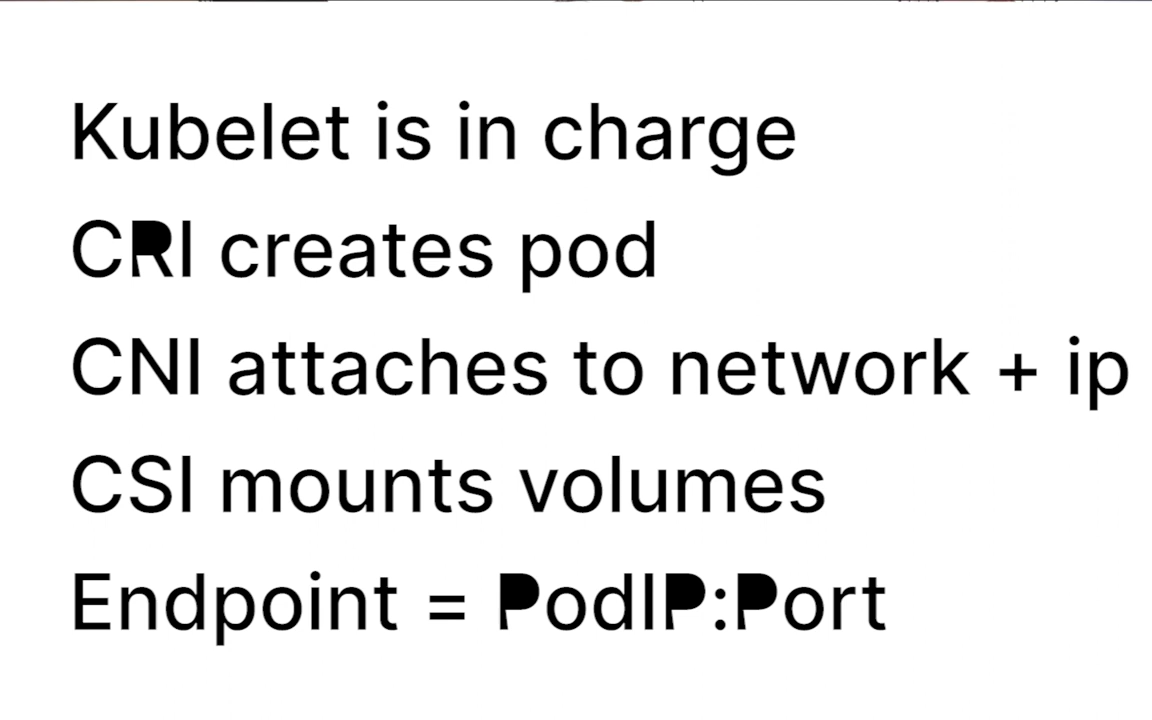 Kubelet is in charge
CRI creates pod
CNI attaches to network + ip
CSI mounts volumes
Endpoint = PodIP:Port